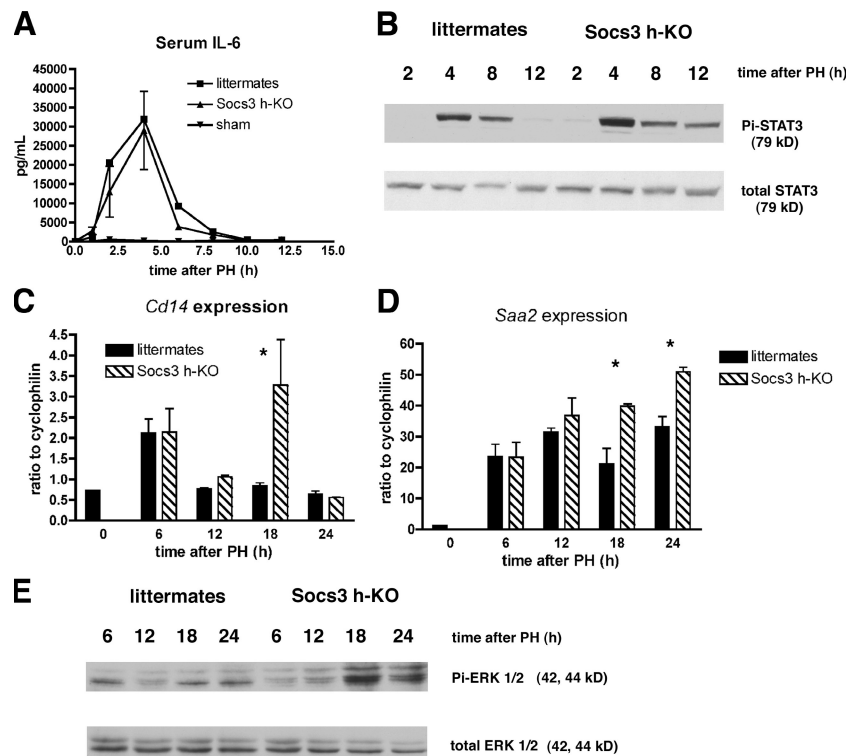 A
Serum IL-6
45000
40000
35000
30000
25000
20000
15000
10000
5000
0
pg/mL
littermates
Socs3 h-KO
sham
0.0 2.5 5.0 7.5 10.0 12.5 15.0
time after PH (h)
B
littermates Socs3 h-KO
2 4 8 12 2 4 8 12 time after PH (h)
Pi-STAT3
(79 kD)
total STAT3
(79 kD)
C
Cd14 expression
4.5
4.0
3.5
3.0
2.5
2.0
1.5
1.0
0.5
0.0
ratio to cyclophilin
littermates
Socs3 h-KO
*
0 6 12 18 24
time after PH (h)
D
Saa2 expression
60
50
40
30
20
10
0
ratio to cyclophilin
* *
littermates
Socs3 h-KO
0 6 12 18 24
time after PH (h)
E
littermates Socs3 h-KO
6 12 18 24 6 12 18 24 time after PH (h)
Pi-ERK 1/2 (42, 44 kD)
total ERK 1/2 (42, 44 kD)